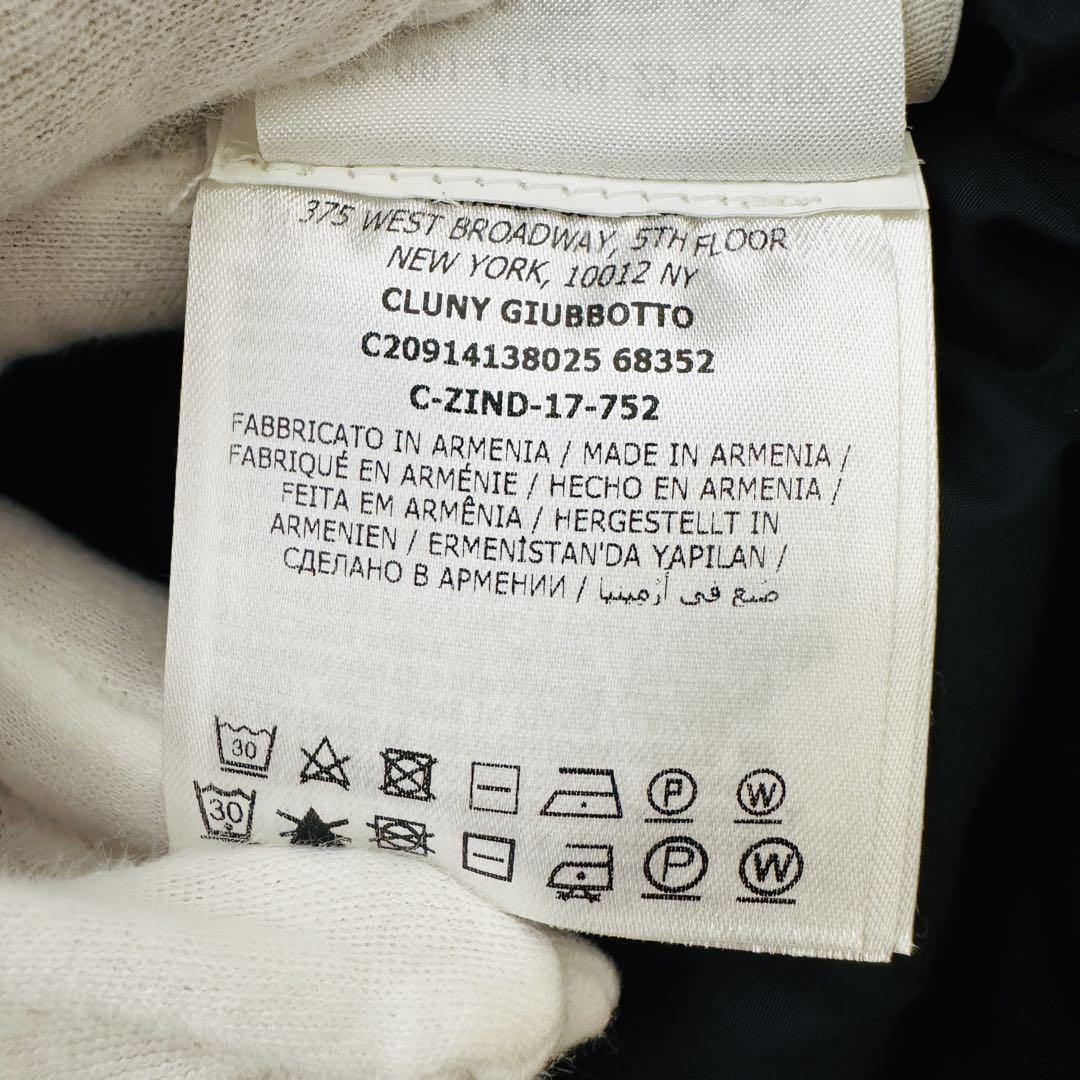 375 WEST BROADWAY, 5TH FLOOR
NEW YORK, 10012 NY
CLUNY GIUBBOTTO
C20914138025 68352
C-ZIND-17-752
FABBRICATO IN ARMENIA / MADE IN ARMENIA /
FABRIQUÉ EN ARMÉNIE / HECHO EN ARMENIA /
FEITA EM ARMÊNIA / HERGESTELLT IN
ARMENIEN / ERMENİSTAN'DA YAPILAN /
СДЕЛАНО В АРМЕНИИ / صنع في أرمينيا
30 P W
30 P W